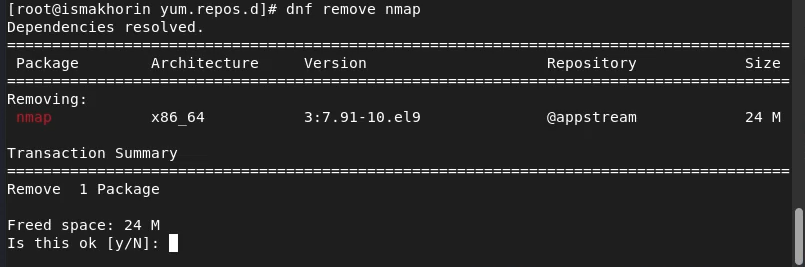 [root@ismakhorin yum.repos.d]# dnf remove nmap
Dependencies resolved.
================================================================================
Package Architecture Version Repository Size
================================================================================
Removing:
nmap x86_64 3:7.91-10.el9 @appstream 24 M
Transaction Summary
================================================================================
Remove 1 Package
Freed space: 24 M
Is this ok [y/N]: